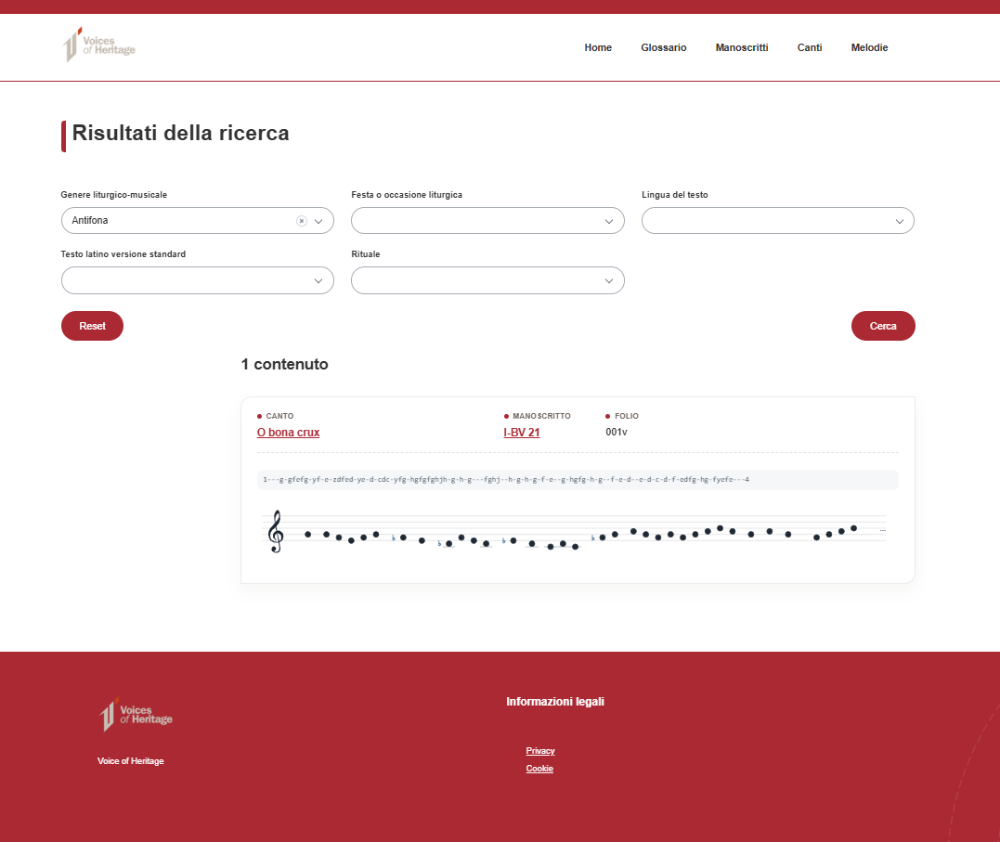 Voices
of Heritage
Home Glossario Manoscritti Canti Melodie
Risultati della ricerca
Genere liturgico-musicale Festa o occasione liturgica Lingua del testo
Antifona
Testo latino versione standard Rituale
Reset Cerca
1 contenuto
CANTO MANOSCRITTO FOLIO
O bona crux I-BV 21 001v
1---g-gfefg-yf-e-zdfed-ye-d-cdc-yfg-hgfgfghjh-g-h-g---fghj--h-g-h-g-f-e--g-hgfg-h-g--f-e-d--e-d-c-d-f-edfg-hg-fyefe---4
...
Voices
of Heritage
Informazioni legali
Voice of Heritage
Privacy
Cookie